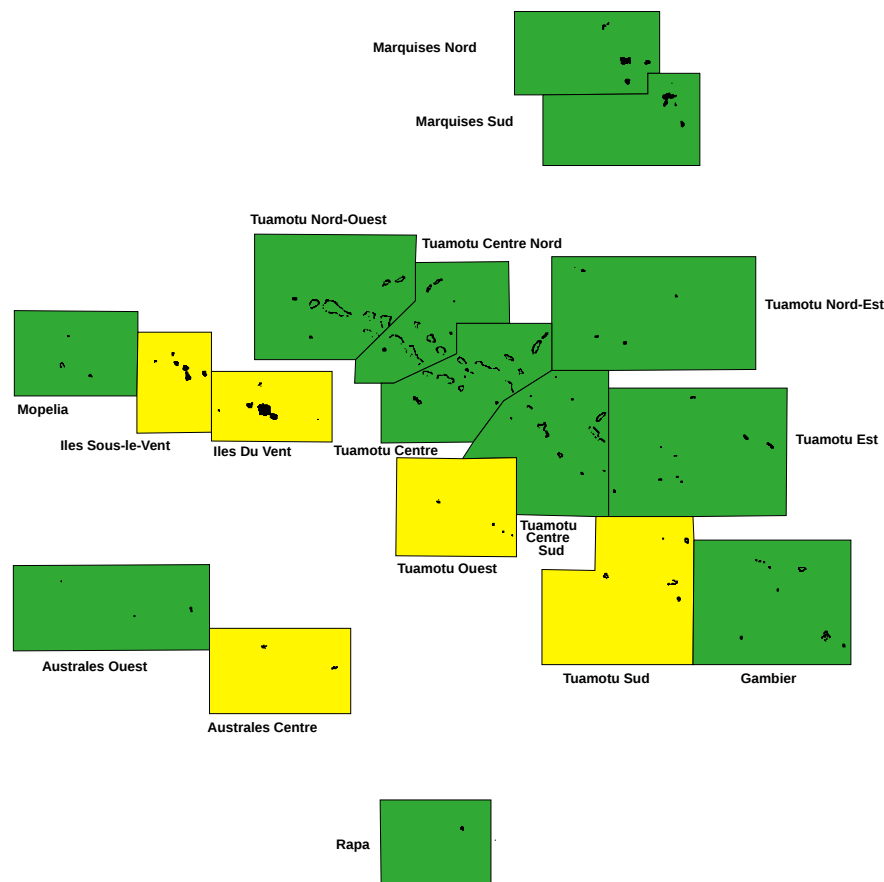 Marquises Nord
Marquises Sud
Tuamotu Nord-Ouest
Tuamotu Centre Nord
Tuamotu Nord-Est
Mopelia
Iles Sous-le-Vent
Iles Du Vent
Tuamotu Centre
Tuamotu Est
Tuamotu
Centre
Sud
Tuamotu Ouest
Australes Ouest
Tuamotu Sud
Gambier
Australes Centre
Rapa